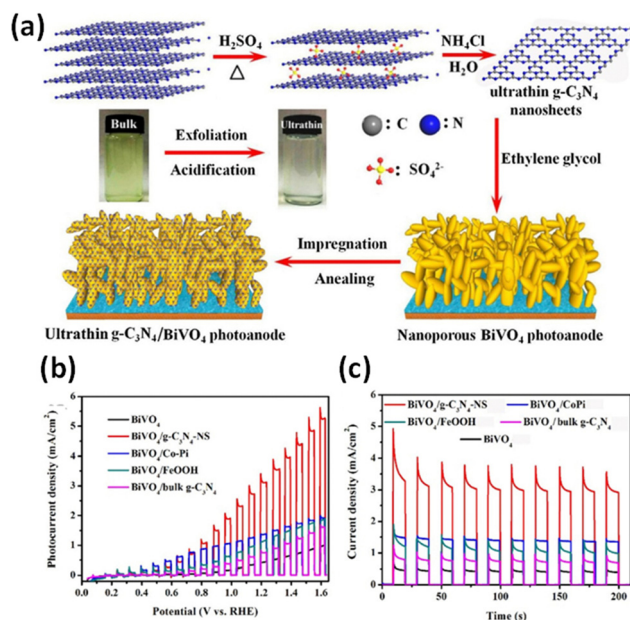 (a)
H₂SO₄
△
NH₄Cl
H₂O
ultrathin g-C₃N₄
nanosheets
Bulk
Exfoliation
Acidification
Ultrathin
: C
: N
: SO₄²⁻
Ethylene glycol
Impregnation
Anealing
Ultrathin g-C₃N₄/BiVO₄ photoanode
Nanoporous BiVO₄ photoanode
(b)
Photocurrent density (mA/cm²)
6
5
4
3
2
1
0
BiVO₄
BiVO₄/g-C₃N₄-NS
BiVO₄/Co-Pi
BiVO₄/FeOOH
BiVO₄/bulk g-C₃N₄
0.0 0.2 0.4 0.6 0.8 1.0 1.2 1.4 1.6
Potential (V vs. RHE)
(c)
Current density (mA/cm²)
6
5
4
3
2
1
0
BiVO₄/g-C₃N₄-NS BiVO₄/CoPi
BiVO₄/FeOOH BiVO₄/bulk g-C₃N₄
BiVO₄
0 50 100 150 200
Time (s)